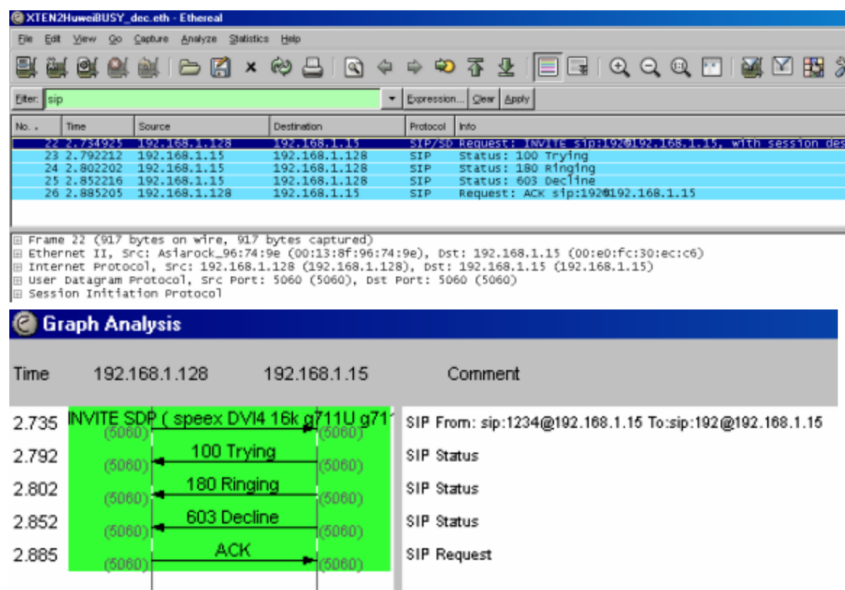 XTEN2HuweiBUSY_dec.eth - Ethereal
File Edit View Go Capture Analyze Statistics Help
Filter: sip Expression... Clear Apply
No. . Time Source Destination Protocol Info
22 2.734925 192.168.1.128 192.168.1.15 SIP/SD Request: INVITE sip:192@192.168.1.15, with session des
23 2.792212 192.168.1.15 192.168.1.128 SIP Status: 100 Trying
24 2.802202 192.168.1.15 192.168.1.128 SIP Status: 180 Ringing
25 2.852216 192.168.1.15 192.168.1.128 SIP Status: 603 Decline
26 2.885205 192.168.1.128 192.168.1.15 SIP Request: ACK sip:192@192.168.1.15
Frame 22 (917 bytes on wire, 917 bytes captured)
Ethernet II, Src: Asiarock_96:74:9e (00:13:8f:96:74:9e), Dst: 192.168.1.15 (00:e0:fc:30:ec:c6)
Internet Protocol, Src: 192.168.1.128 (192.168.1.128), Dst: 192.168.1.15 (192.168.1.15)
User Datagram Protocol, Src Port: 5060 (5060), Dst Port: 5060 (5060)
Session Initiation Protocol
Graph Analysis
Time 192.168.1.128 192.168.1.15 Comment
2.735 INVITE SDP ( speex DVI4 16k g711U g71 SIP From: sip:1234@192.168.1.15 To:sip:192@192.168.1.15
(5060) (5060)
2.792 100 Trying SIP Status
(5060) (5060)
2.802 180 Ringing SIP Status
(5060) (5060)
2.852 603 Decline SIP Status
(5060) (5060)
2.885 ACK SIP Request
(5060) (5060)